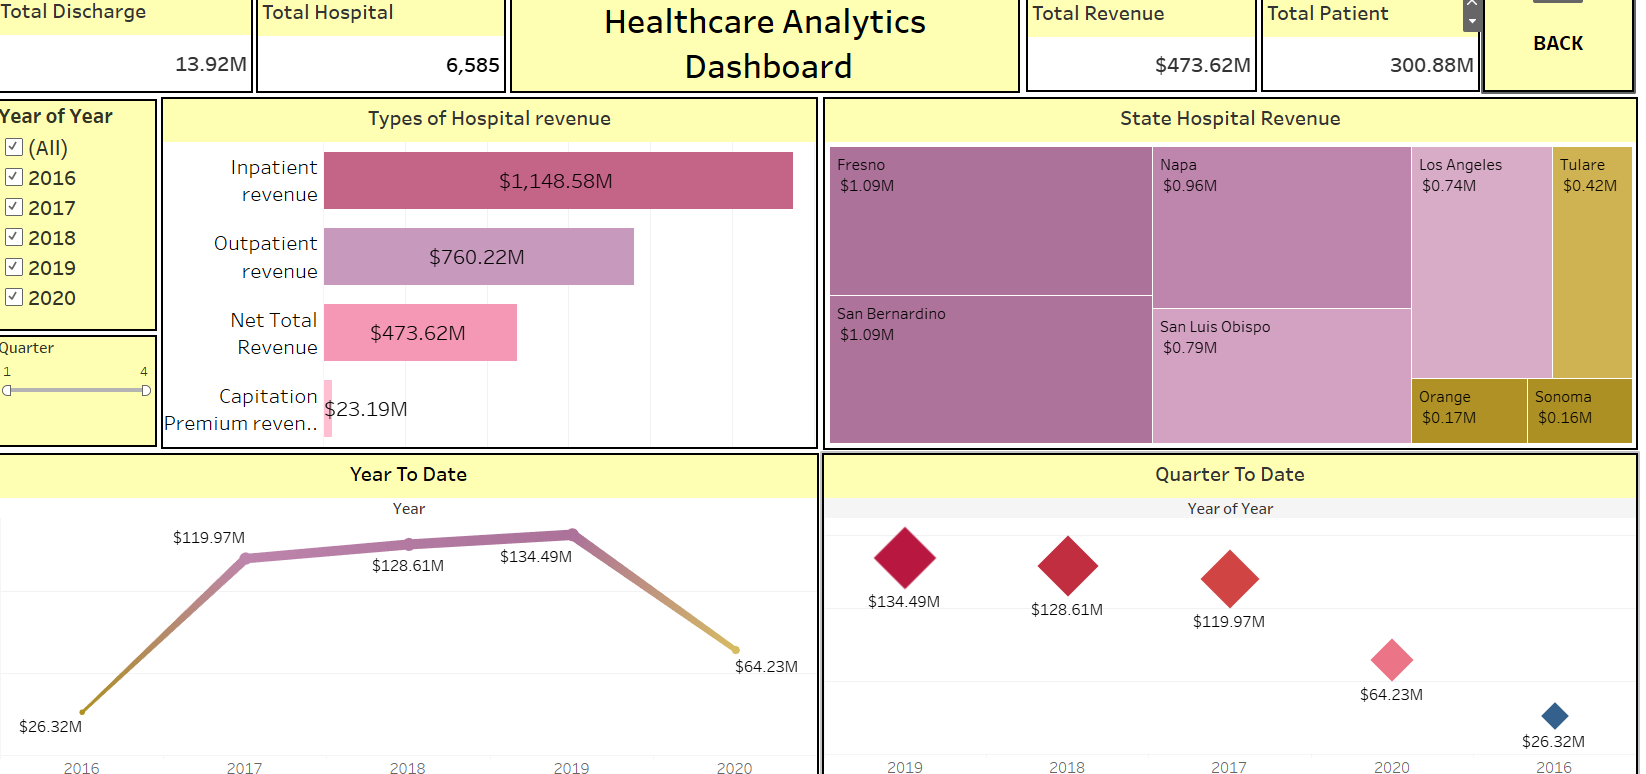 Total Discharge
13.92M
Total Hospital
6,585
Healthcare Analytics
Dashboard
Total Revenue
$473.62M
Total Patient
300.88M
BACK
Year of Year
(All)
2016
2017
2018
2019
2020
Quarter
1 4
Types of Hospital revenue
Inpatient
revenue
$1,148.58M
Outpatient
revenue
$760.22M
Net Total
Revenue
$473.62M
Capitation
Premium reven..
$23.19M
State Hospital Revenue
Fresno
$1.09M
San Bernardino
$1.09M
Napa
$0.96M
San Luis Obispo
$0.79M
Los Angeles
$0.74M
Tulare
$0.42M
Orange
$0.17M
Sonoma
$0.16M
Year To Date
Year
$26.32M
$119.97M
$128.61M
$134.49M
$64.23M
2016 2017 2018 2019 2020
Quarter To Date
Year of Year
$134.49M
$128.61M
$119.97M
$64.23M
$26.32M
2019 2018 2017 2020 2016